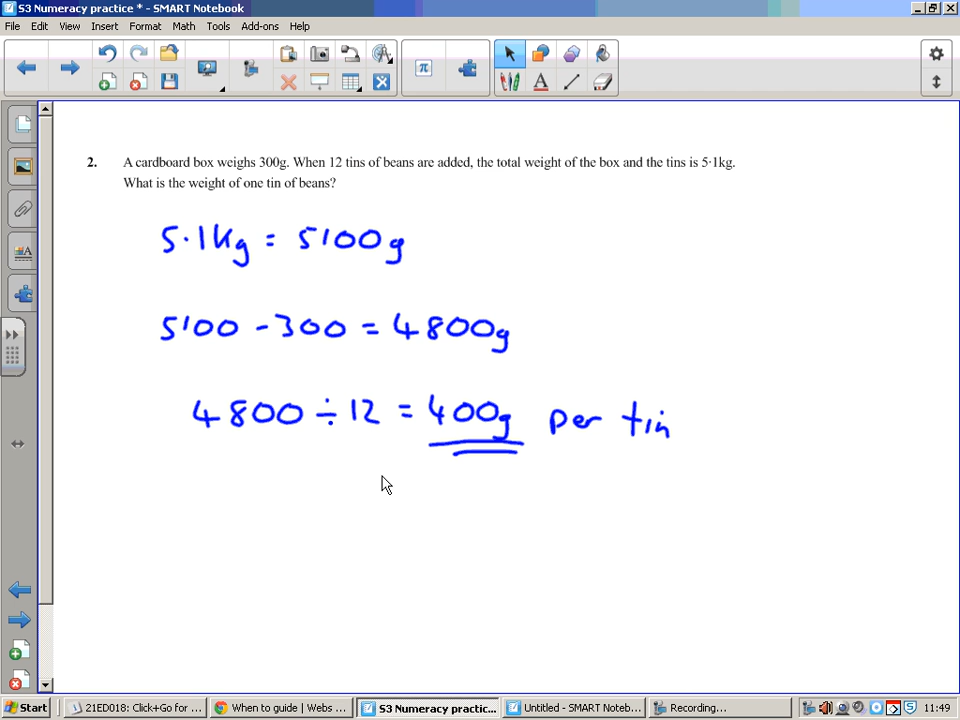 S3 Numeracy practice * - SMART Notebook
File Edit View Insert Format Math Tools Add-ons Help
2. A cardboard box weighs 300g. When 12 tins of beans are added, the total weight of the box and the tins is 5·1kg.
What is the weight of one tin of beans?
5·1kg = 5100g
5100 - 300 = 4800g
4800 ÷ 12 = 400g per tin
Start 21ED018: Click+Go for ... When to guide | Webs ... S3 Numeracy practic... Untitled - SMART Noteb... Recording... 11:49